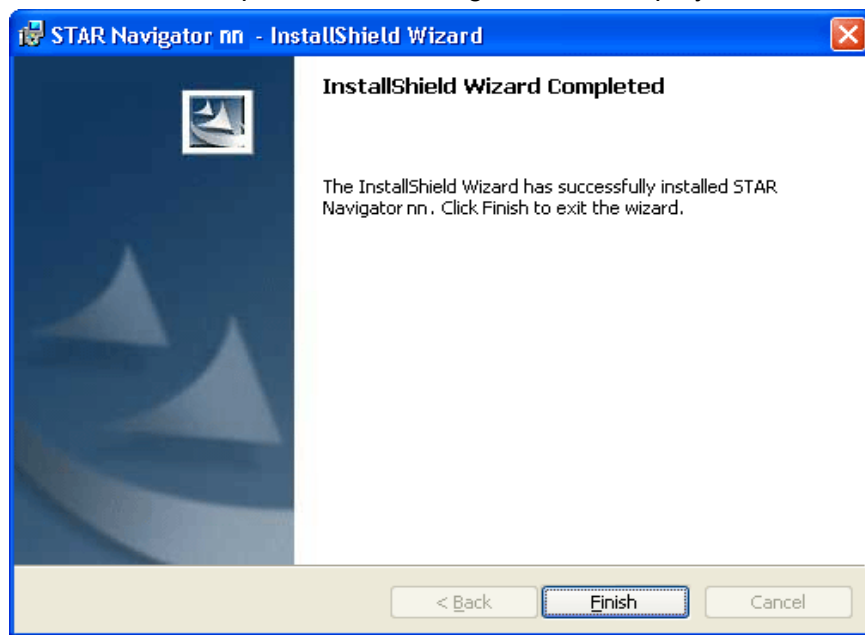 STAR Navigator nn - InstallShield Wizard
InstallShield Wizard Completed
The InstallShield Wizard has successfully installed STAR
Navigator nn. Click Finish to exit the wizard.
< Back
Finish
Cancel